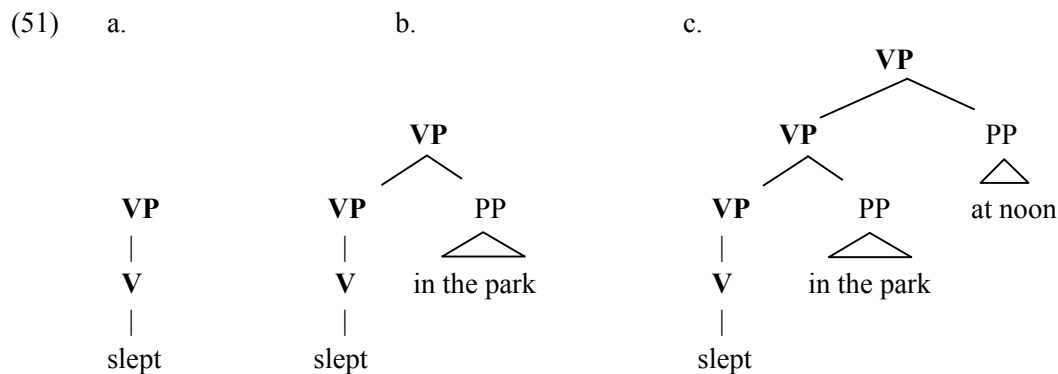 (51) a. b. c.
VP
VP VP PP
VP VP PP VP PP at noon
| | |
V V in the park V in the park
| | |
slept slept slept